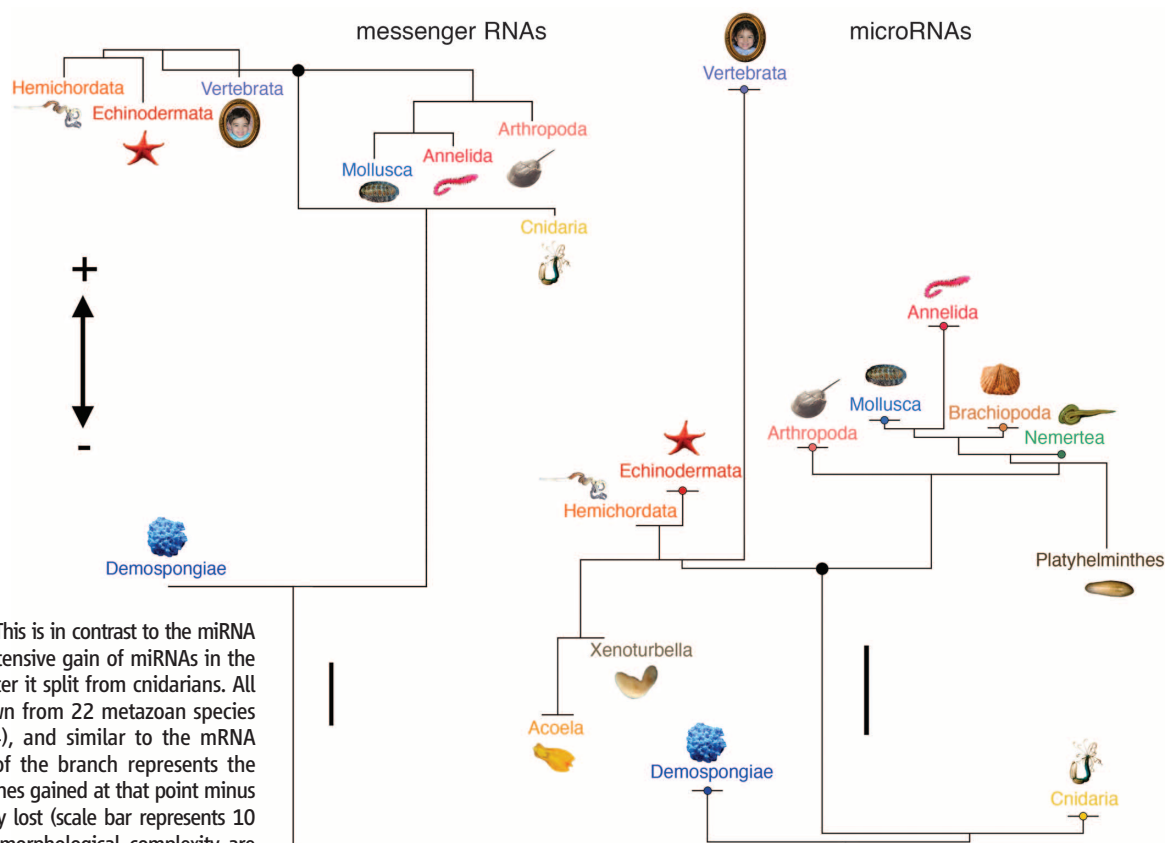 messenger RNAs
microRNAs
Hemichordata
Echinodermata
Vertebrata
Mollusca
Annelida
Arthropoda
Cnidaria
+
-
Demospongiae
Vertebrata
Annelida
Mollusca
Brachiopoda
Nemertea
Arthropoda
Echinodermata
Hemichordata
Platyhelminthes
Xenoturbella
Acoela
Demospongiae
Cnidaria
This is in contrast to the miRNA
tensive gain of miRNAs in the
ter it split from cnidarians. All
wn from 22 metazoan species
), and similar to the mRNA
of the branch represents the
nes gained at that point minus
y lost (scale bar represents 10
morphological complexity are